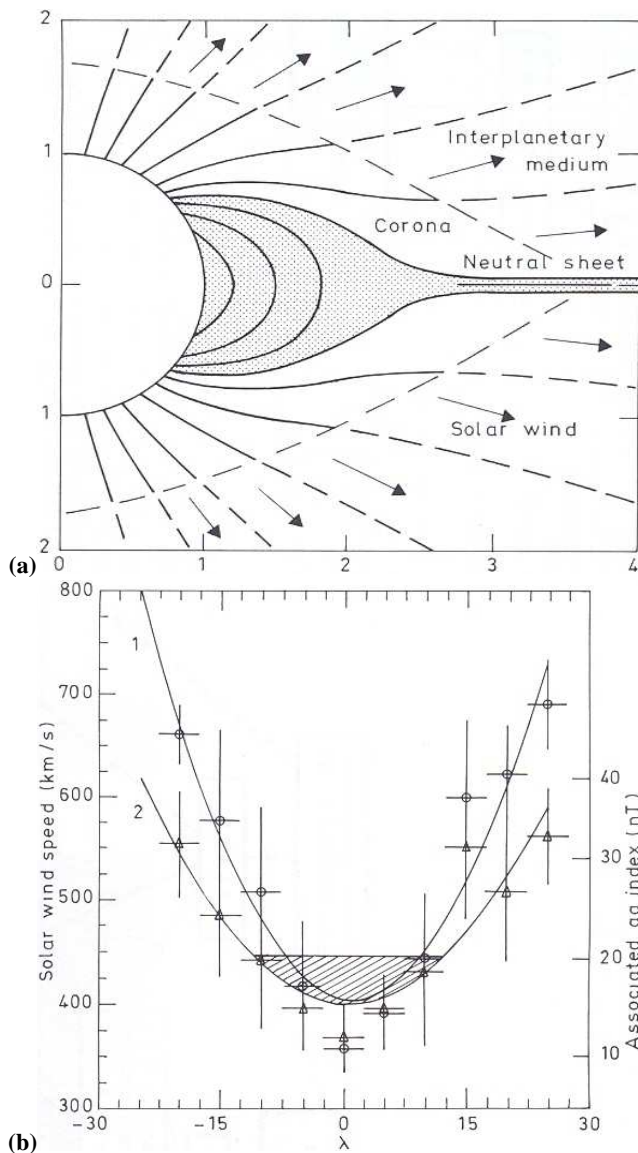 2
1
0
1
2
0
1
2
3
4
Interplanetary
medium
Corona
Neutral sheet
Solar wind
(a)
800
700
600
500
400
300
Solar wind speed (km/s)
1
2
40
30
20
10
Associated aa index (nT)
-30
-15
0
15
30
λ
(b)